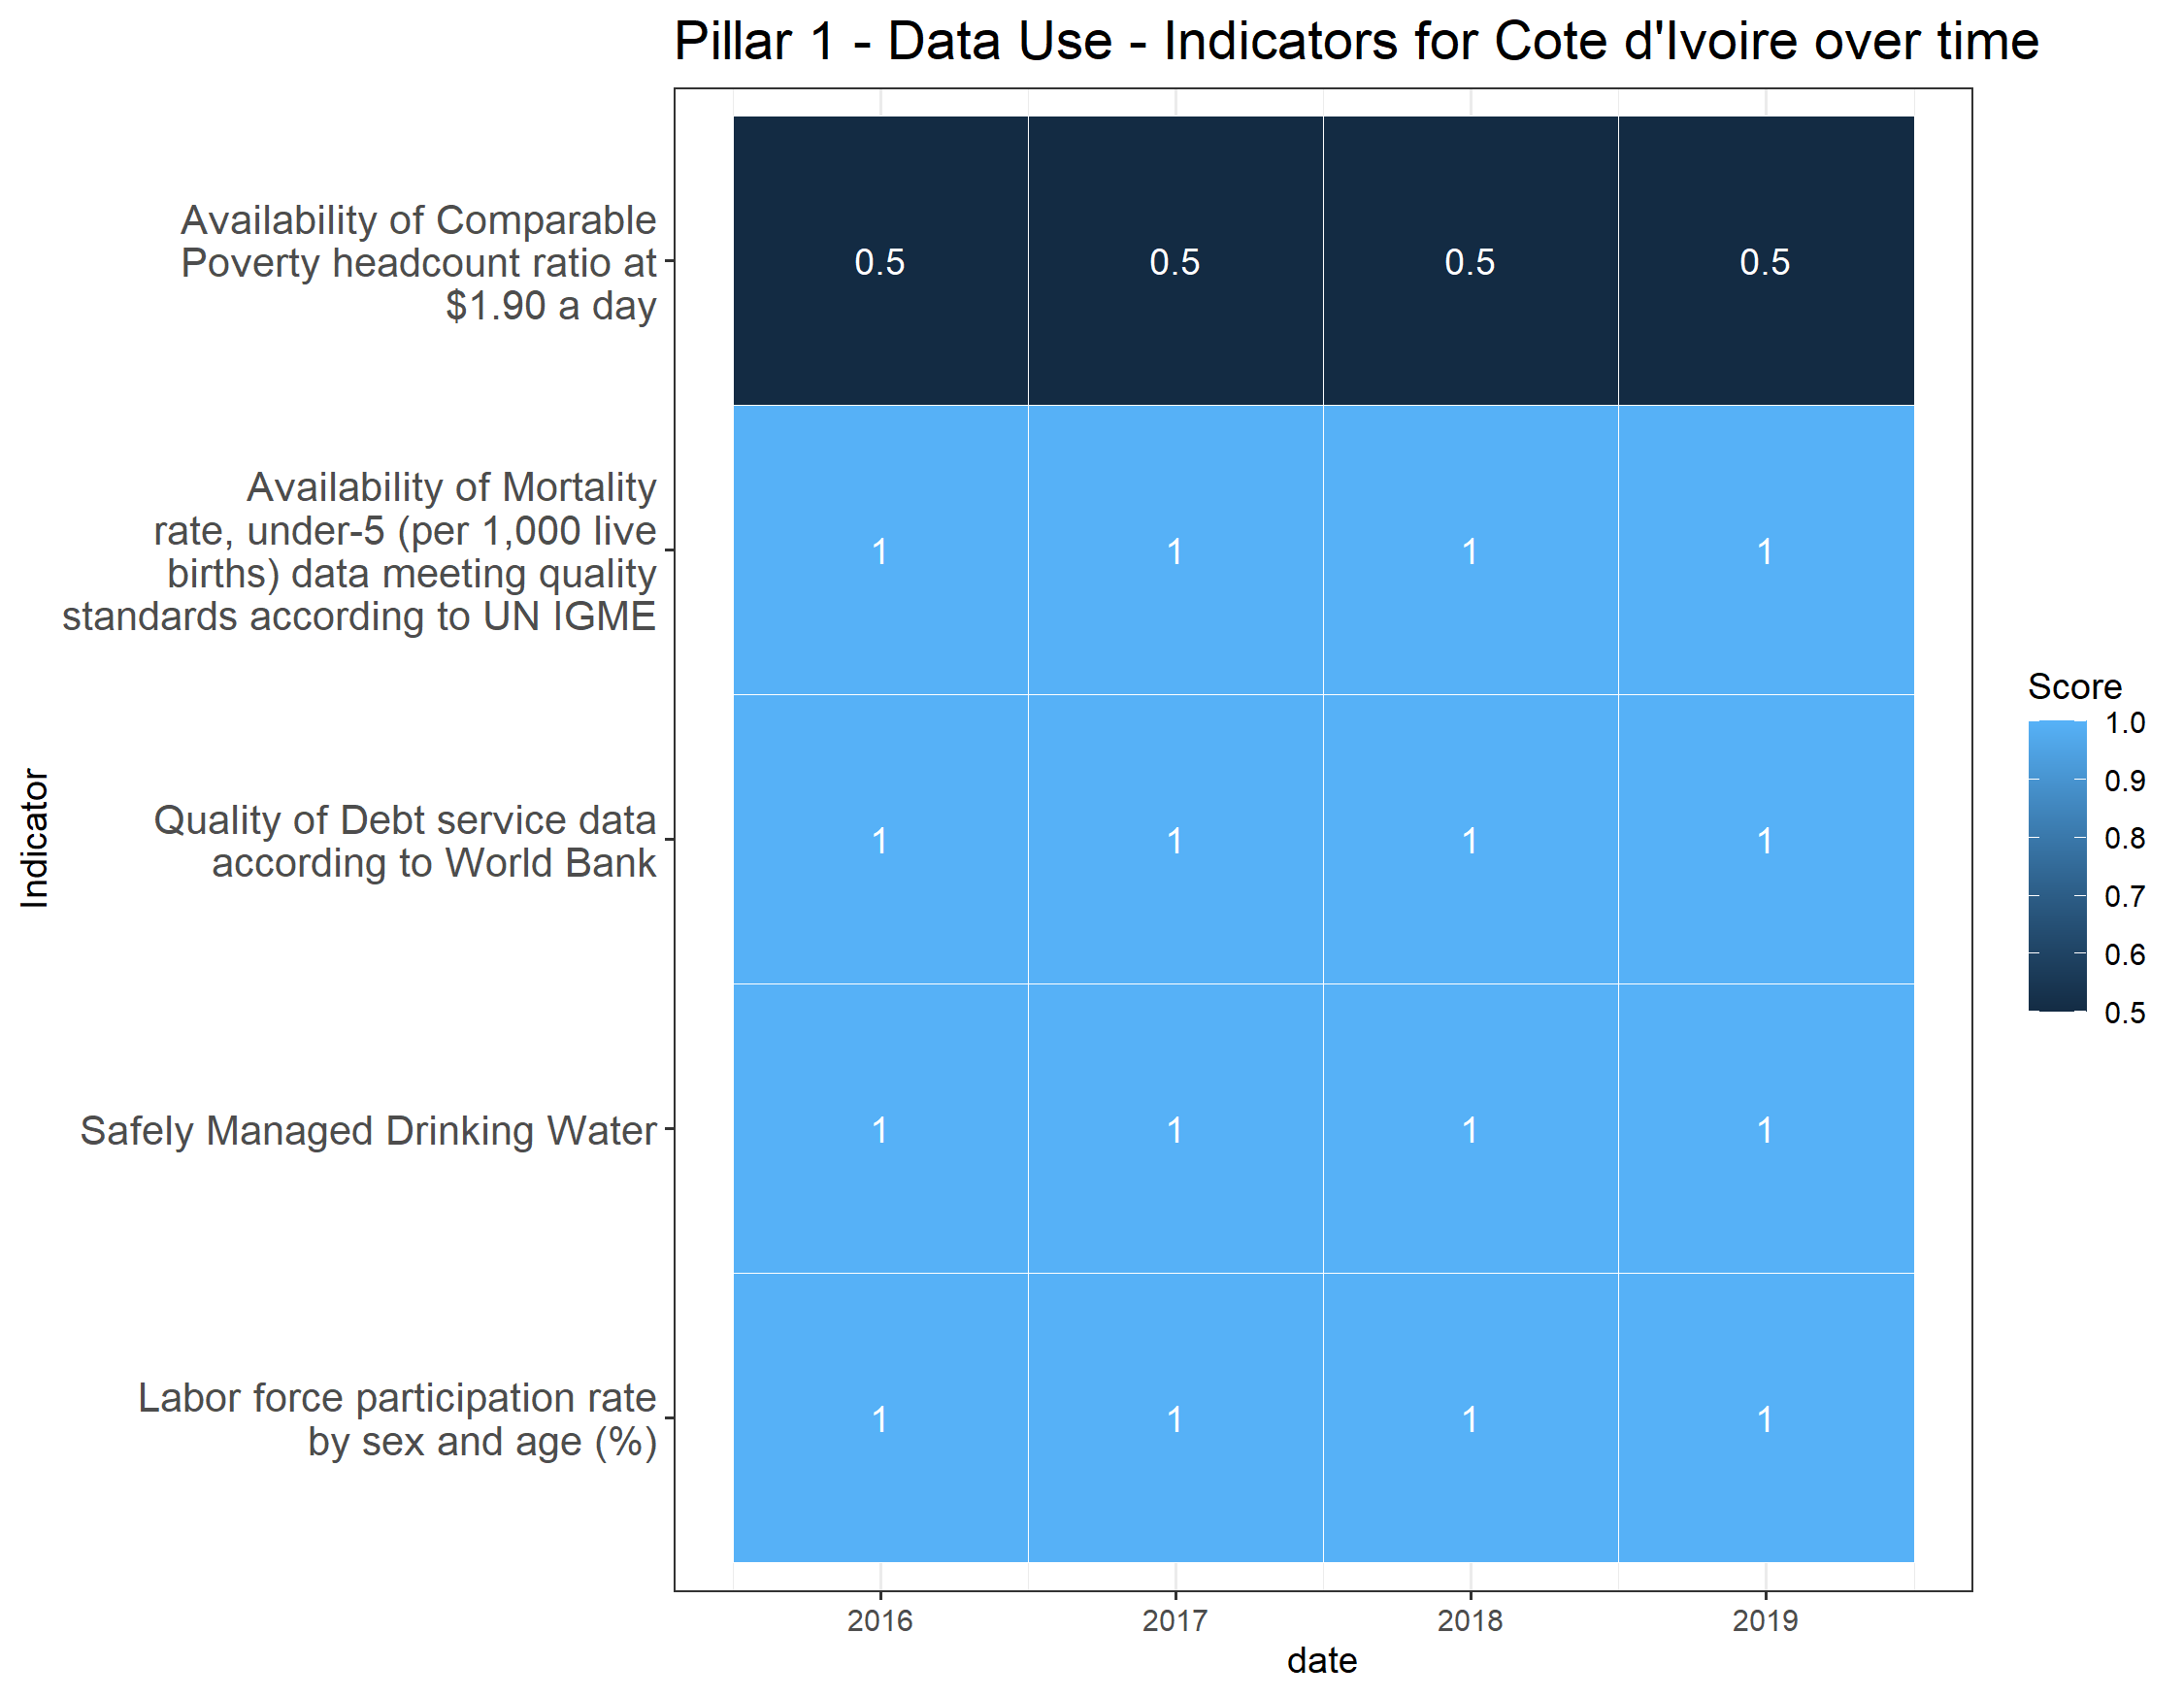 Pillar 1 - Data Use - Indicators for Cote d'Ivoire over time
Indicator
Availability of Comparable
Poverty headcount ratio at
$1.90 a day
0.5 0.5 0.5 0.5
Availability of Mortality
rate, under-5 (per 1,000 live
births) data meeting quality
standards according to UN IGME
1 1 1 1
Quality of Debt service data
according to World Bank
1 1 1 1
Safely Managed Drinking Water
1 1 1 1
Labor force participation rate
by sex and age (%)
1 1 1 1
2016 2017 2018 2019
date
Score
1.0
0.9
0.8
0.7
0.6
0.5